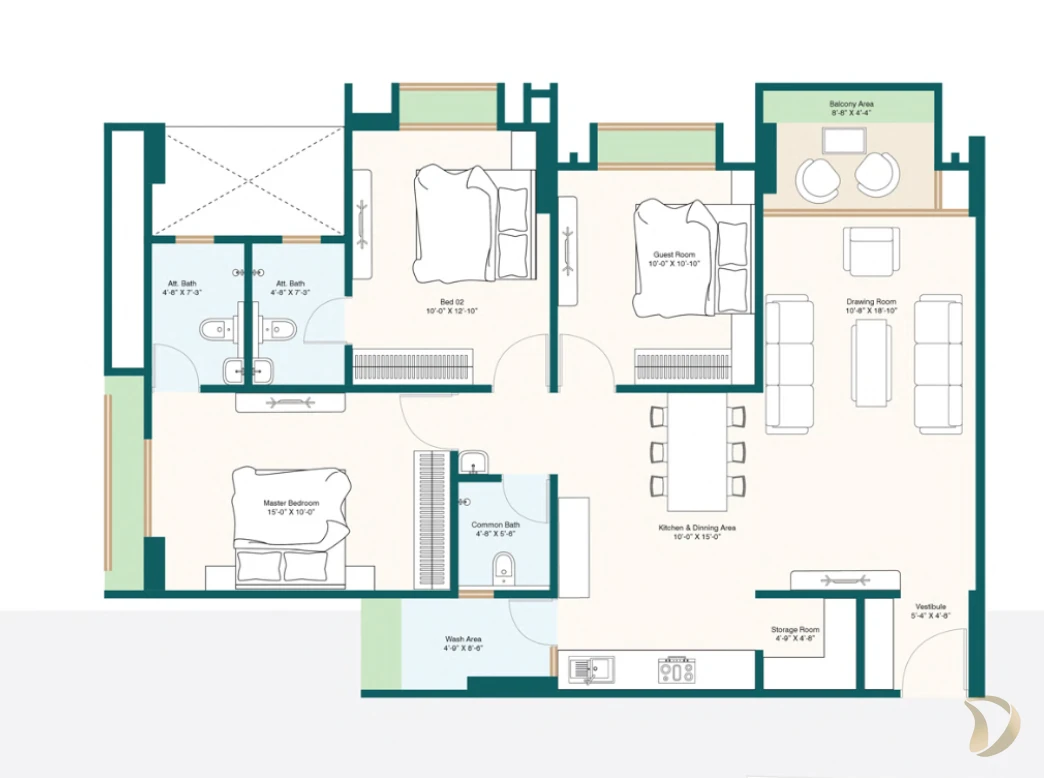 Balcony Area
8'-8" X 4'-4"
Guest Room
10'-0" X 10'-10"
Att. Bath
4'-8" X 7'-3"
Att. Bath
4'-8" X 7'-3"
Bed 02
10'-0" X 12'-10"
Drawing Room
10'-8" X 18'-10"
Master Bedroom
15'-0" X 10'-0"
Common Bath
4'-8" X 5'-6"
Kitchen & Dinning Area
10'-0" X 15'-0"
Vestibule
5'-4" X 4'-8"
Storage Room
4'-9" X 4'-8"
Wash Area
4'-9" X 8'-8"